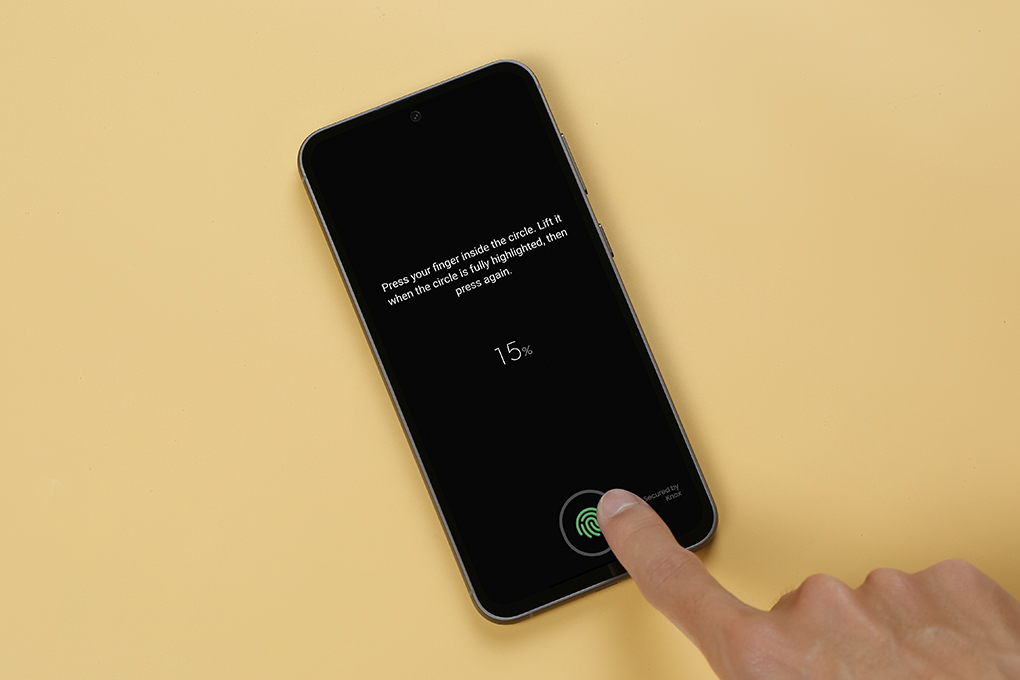 Press your finger inside the circle. Lift it
when the circle is fully highlighted, then
press again.
15%
Secured by
Knox